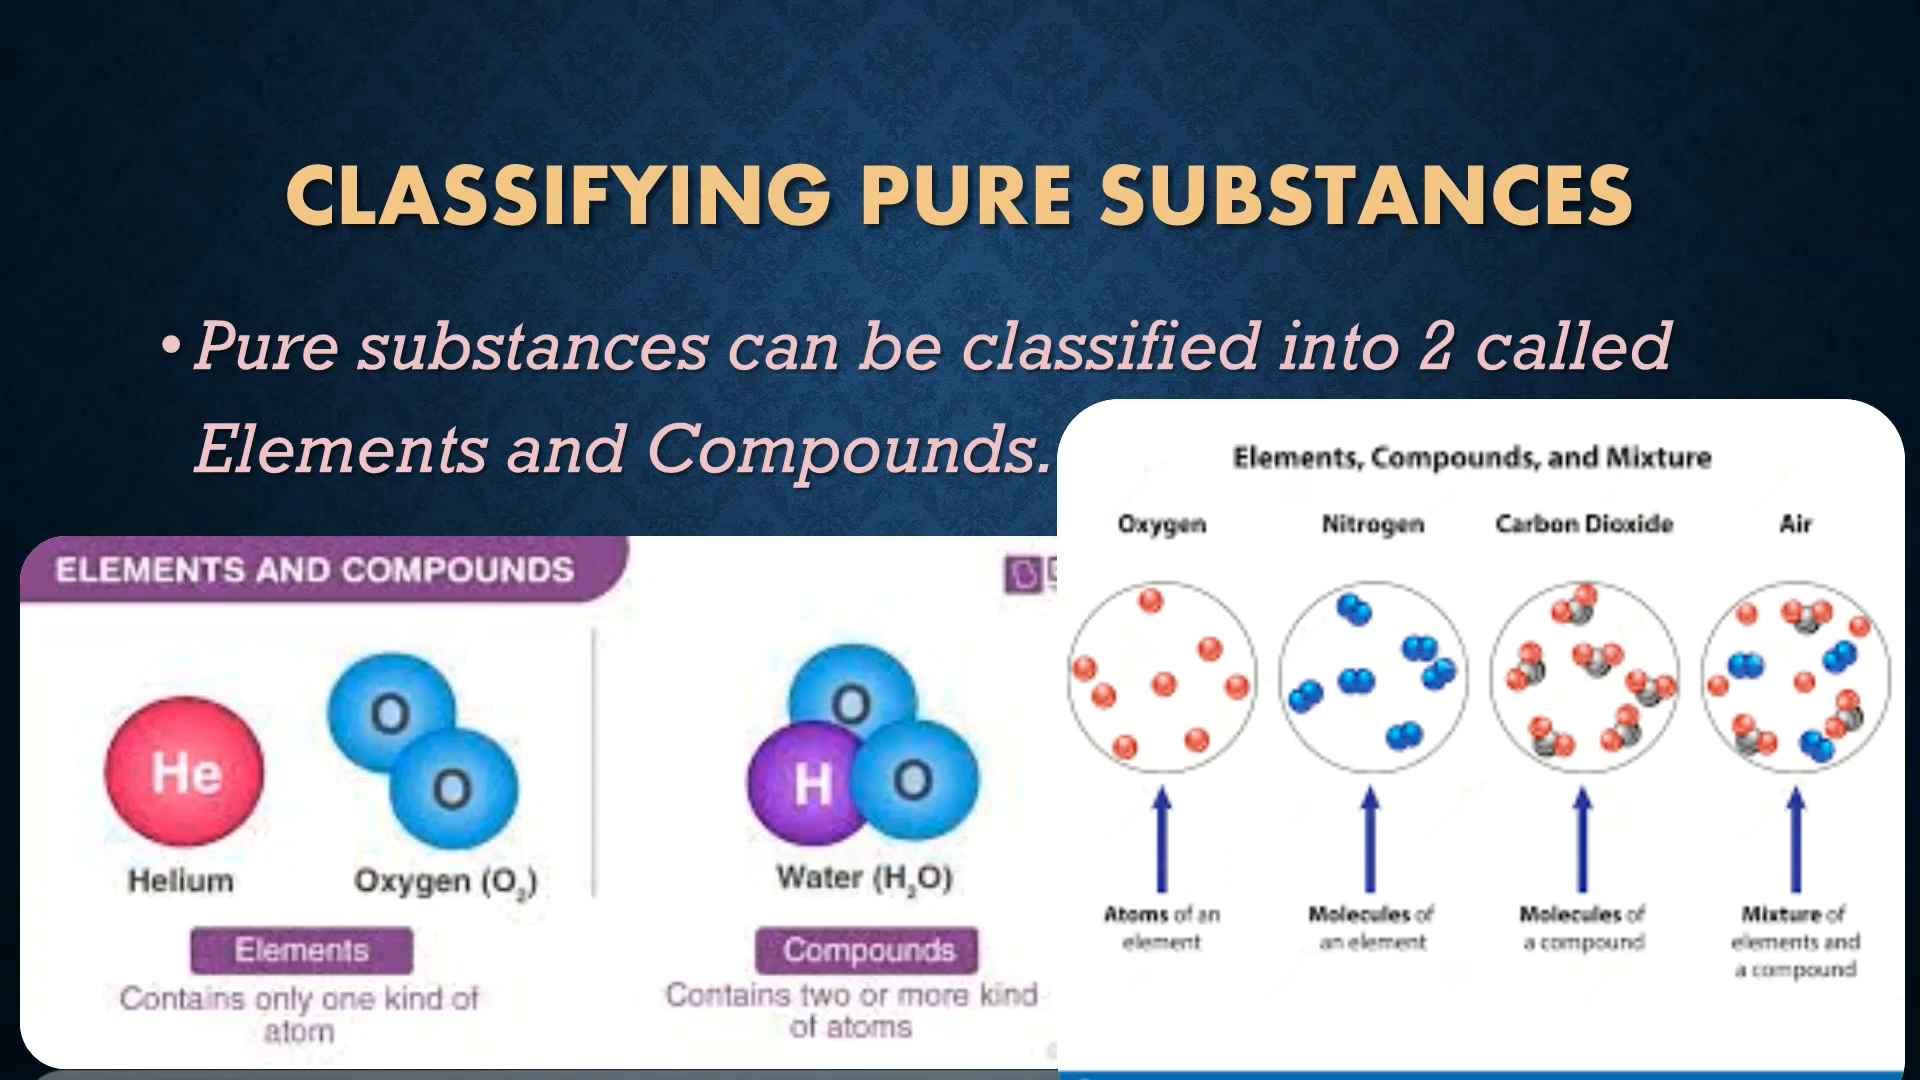 CLASSIFYING PURE SUBSTANCES
• Pure substances can be classified into 2 called
Elements and Compounds.
ELEMENTS AND COMPOUNDS
He
O
O
Helium
Oxygen (O₂)
Elements
Contains only one kind of
atom
O
H
O
Water (H₂O)
Compounds
Contains two or more kind
of atoms
Elements, Compounds, and Mixture
Oxygen
Nitrogen
Carbon Dioxide
Air
Atoms of an
element
Molecules of
an element
Molecules of
a compound
Mixture of
elements and
a compound